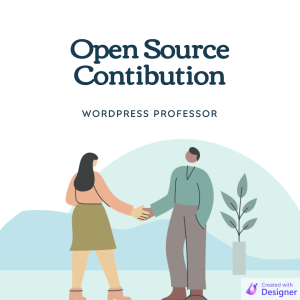 Open Source
Contibution
WORDPRESS PROFESSOR
Created with
Designer